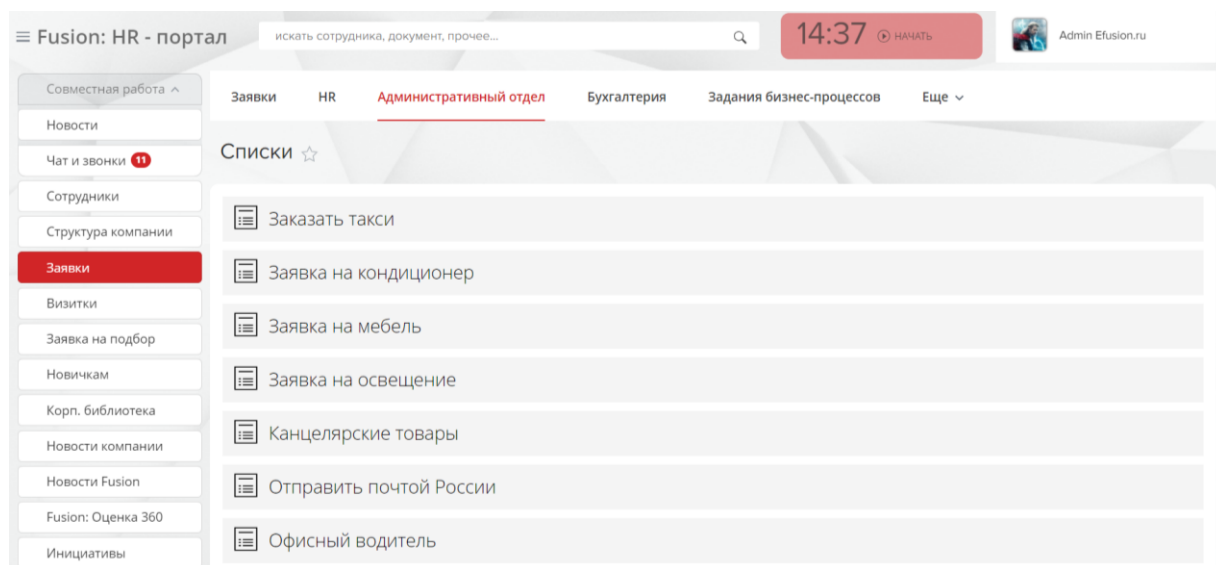 Fusion: HR - портал
искать сотрудника, документ, прочее...
14:37 НАЧАТЬ
Admin Efusion.ru
Совместная работа
Новости
Чат и звонки 11
Сотрудники
Структура компании
Заявки
Визитки
Заявка на подбор
Новичкам
Корп. библиотека
Новости компании
Новости Fusion
Fusion: Оценка 360
Инициативы
Заявки HR Административный отдел Бухгалтерия Задания бизнес-процессов Еще
Списки
Заказать такси
Заявка на кондиционер
Заявка на мебель
Заявка на освещение
Канцелярские товары
Отправить почтой России
Офисный водитель